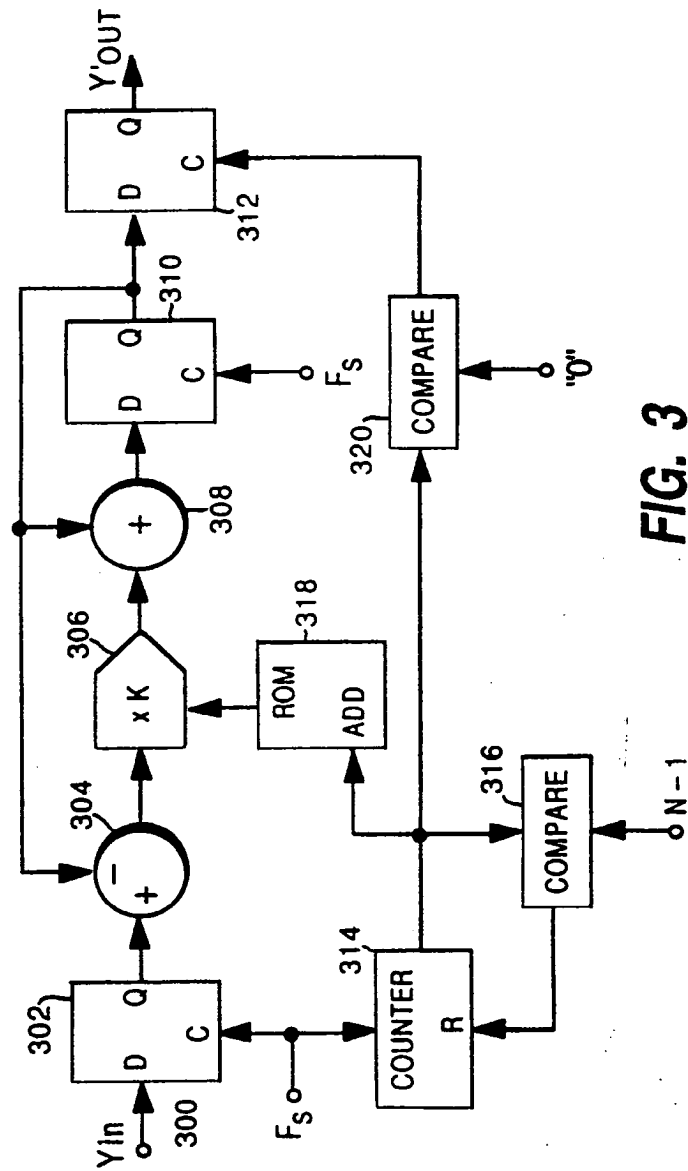 Yin
300
302
D
Q
C
Fs
304
−
+
306
x K
308
+
310
D
Q
C
Fs
312
D
Q
C
Y'OUT
314
COUNTER
R
316
COMPARE
N - 1
318
ROM
ADD
320
COMPARE
"0"
FIG. 3